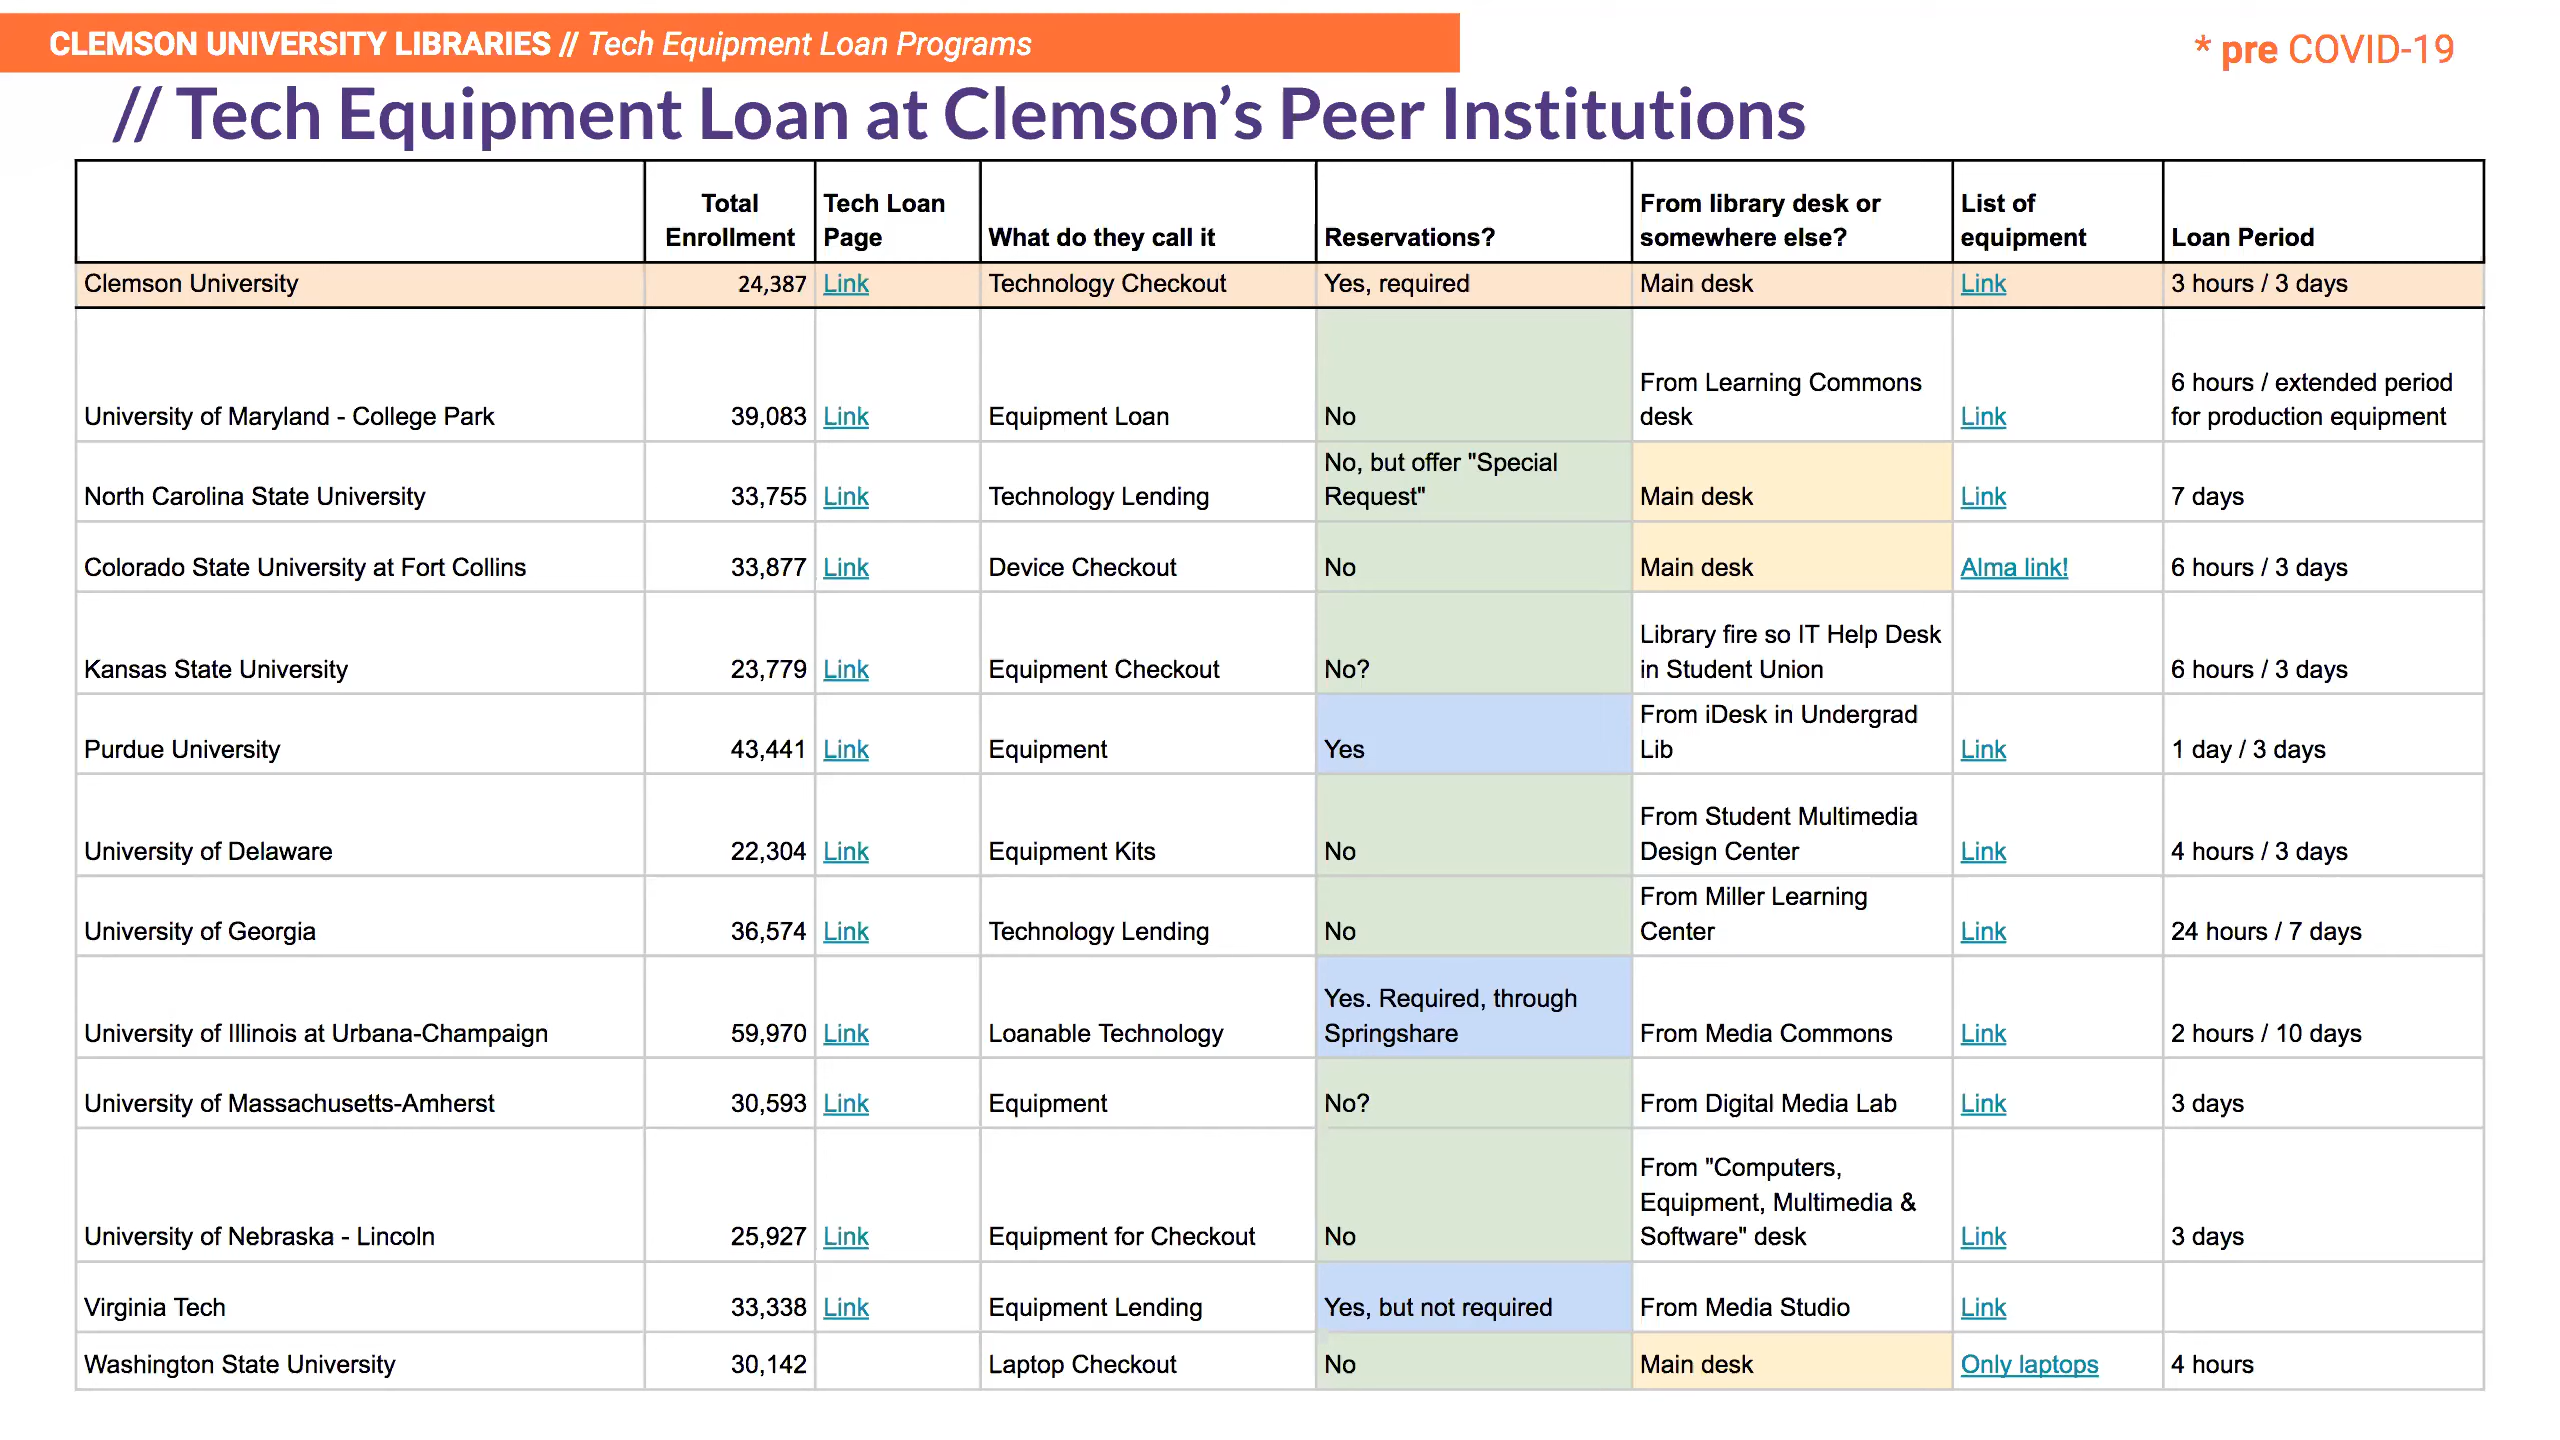 CLEMSON UNIVERSITY LIBRARIES // Tech Equipment Loan Programs
* pre COVID-19
// Tech Equipment Loan at Clemson's Peer Institutions
Total Enrollment
Tech Loan Page
What do they call it
Reservations?
From library desk or somewhere else?
List of equipment
Loan Period
Clemson University 24,387 Link Technology Checkout Yes, required Main desk Link 3 hours / 3 days
University of Maryland - College Park 39,083 Link Equipment Loan No From Learning Commons desk Link 6 hours / extended period for production equipment
North Carolina State University 33,755 Link Technology Lending No, but offer "Special Request" Main desk Link 7 days
Colorado State University at Fort Collins 33,877 Link Device Checkout No Main desk Alma link! 6 hours / 3 days
Kansas State University 23,779 Link Equipment Checkout No? Library fire so IT Help Desk in Student Union 6 hours / 3 days
Purdue University 43,441 Link Equipment Yes From iDesk in Undergrad Lib Link 1 day / 3 days
University of Delaware 22,304 Link Equipment Kits No From Student Multimedia Design Center Link 4 hours / 3 days
University of Georgia 36,574 Link Technology Lending No From Miller Learning Center Link 24 hours / 7 days
University of Illinois at Urbana-Champaign 59,970 Link Loanable Technology Yes. Required, through Springshare From Media Commons Link 2 hours / 10 days
University of Massachusetts-Amherst 30,593 Link Equipment No? From Digital Media Lab Link 3 days
University of Nebraska - Lincoln 25,927 Link Equipment for Checkout No From "Computers, Equipment, Multimedia & Software" desk Link 3 days
Virginia Tech 33,338 Link Equipment Lending Yes, but not required From Media Studio Link
Washington State University 30,142 Laptop Checkout No Main desk Only laptops 4 hours